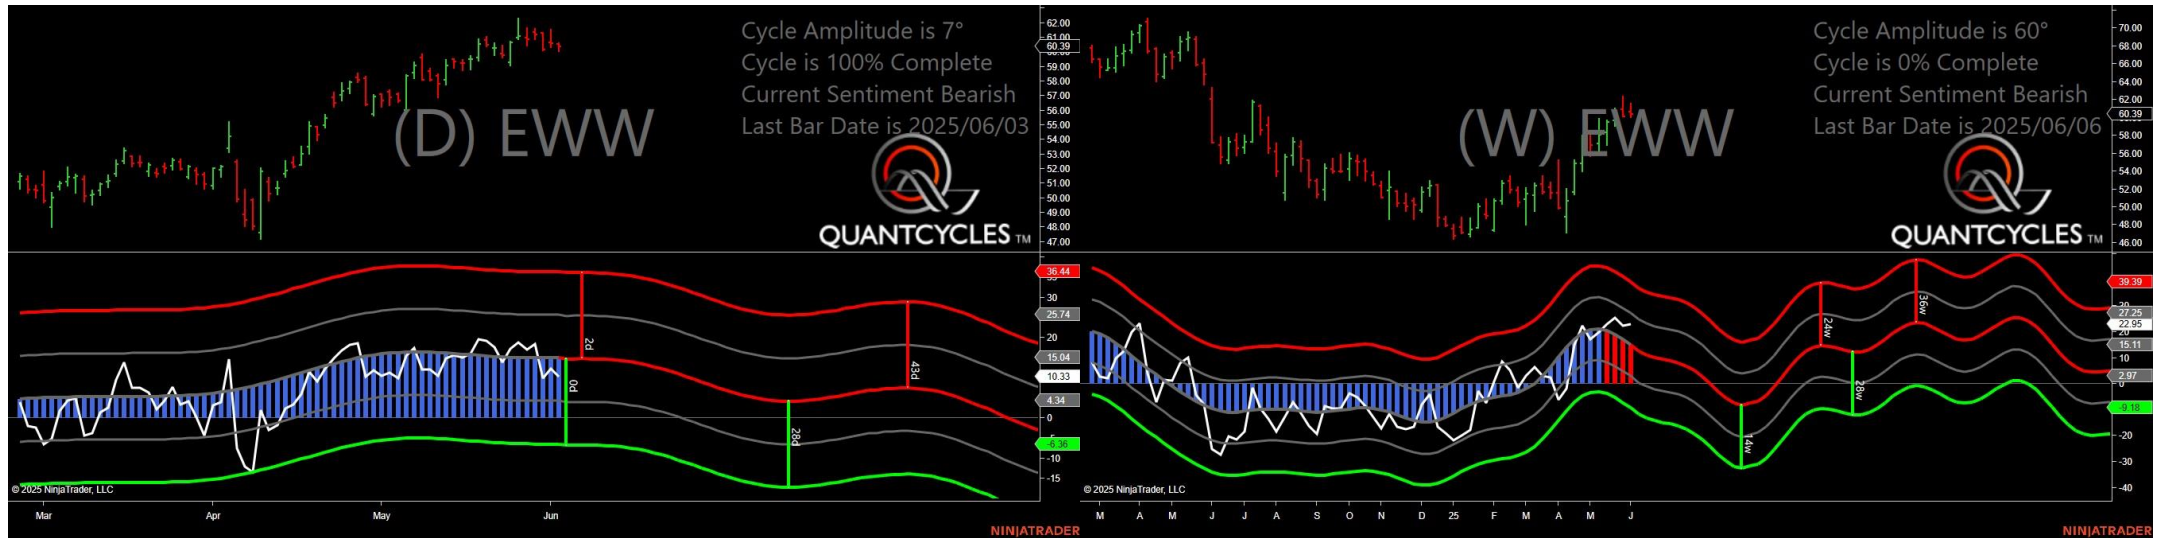 Cycle Amplitude is 7°
Cycle is 100% Complete
Current Sentiment Bearish
Last Bar Date is 2025/06/03
(D) EWW
QUANTCYCLES TM
62.00
61.00
60.39
59.00
58.00
57.00
56.00
55.00
54.00
53.00
52.00
51.00
50.00
49.00
48.00
47.00
36.44
30
25.74
20
15.04
10.33
4.34
0
-6.36
-10
-15
2d
0d
28d
43d
© 2025 NinjaTrader, LLC
Mar
Apr
May
Jun
NINJATRADER
Cycle Amplitude is 60°
Cycle is 0% Complete
Current Sentiment Bearish
Last Bar Date is 2025/06/06
(W) EWW
QUANTCYCLES TM
70.00
68.00
66.00
64.00
62.00
60.39
58.00
56.00
54.00
52.00
50.00
48.00
46.00
39.39
30
27.25
22.95
20
15.11
10
2.97
0
-9.18
-20
-30
-40
14w
24w
28w
36w
© 2025 NinjaTrader, LLC
M A M J J A S O N D 25 F M A M J
NINJATRADER